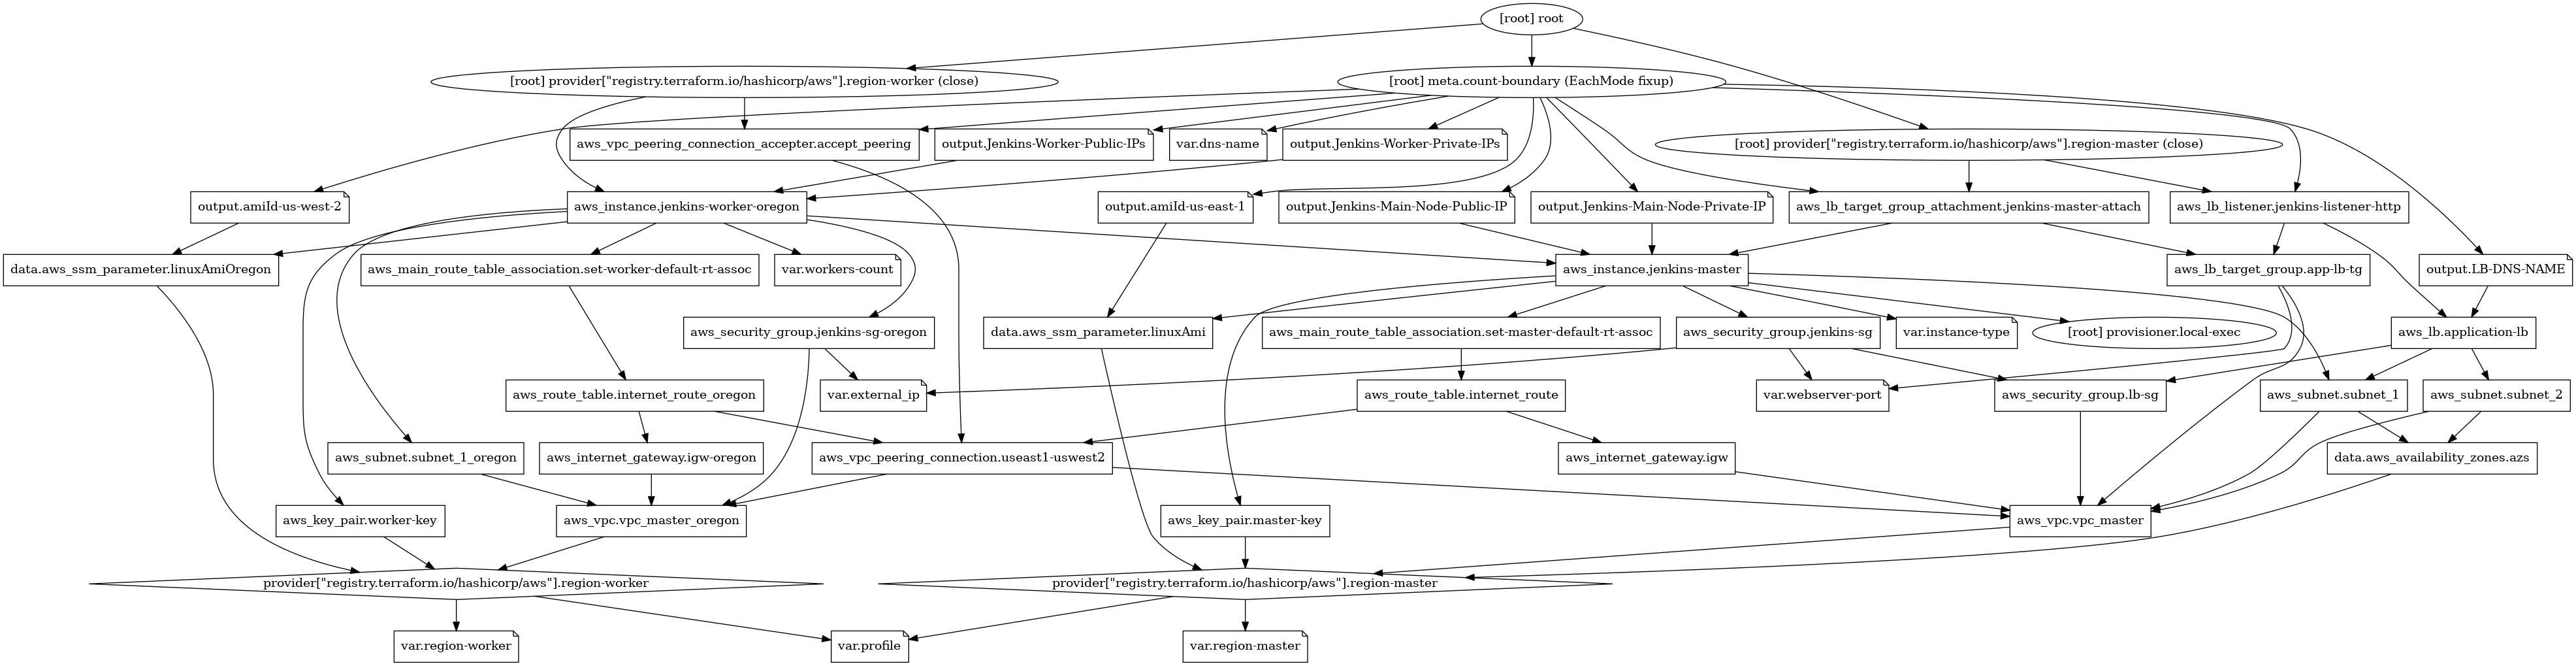 [root] root
[root] provider[\"registry.terraform.io/hashicorp/aws\"].region-worker (close)
[root] meta.count-boundary (EachMode fixup)
aws_vpc_peering_connection_accepter.accept_peering
output.Jenkins-Worker-Public-IPs
var.dns-name
output.Jenkins-Worker-Private-IPs
[root] provider[\"registry.terraform.io/hashicorp/aws\"].region-master (close)
output.amiId-us-west-2
aws_instance.jenkins-worker-oregon
output.amiId-us-east-1
output.Jenkins-Main-Node-Public-IP
output.Jenkins-Main-Node-Private-IP
aws_lb_target_group_attachment.jenkins-master-attach
aws_lb_listener.jenkins-listener-http
data.aws_ssm_parameter.linuxAmiOregon
aws_main_route_table_association.set-worker-default-rt-assoc
var.workers-count
aws_instance.jenkins-master
aws_lb_target_group.app-lb-tg
output.LB-DNS-NAME
aws_security_group.jenkins-sg-oregon
data.aws_ssm_parameter.linuxAmi
aws_main_route_table_association.set-master-default-rt-assoc
aws_security_group.jenkins-sg
var.instance-type
[root] provisioner.local-exec
aws_lb.application-lb
aws_route_table.internet_route_oregon
var.external_ip
aws_route_table.internet_route
var.webserver-port
aws_security_group.lb-sg
aws_subnet.subnet_1
aws_subnet.subnet_2
aws_subnet.subnet_1_oregon
aws_internet_gateway.igw-oregon
aws_vpc_peering_connection.useast1-uswest2
aws_internet_gateway.igw
data.aws_availability_zones.azs
aws_key_pair.worker-key
aws_vpc.vpc_master_oregon
aws_key_pair.master-key
aws_vpc.vpc_master
provider[\"registry.terraform.io/hashicorp/aws\"].region-worker
provider[\"registry.terraform.io/hashicorp/aws\"].region-master
var.region-worker
var.profile
var.region-master